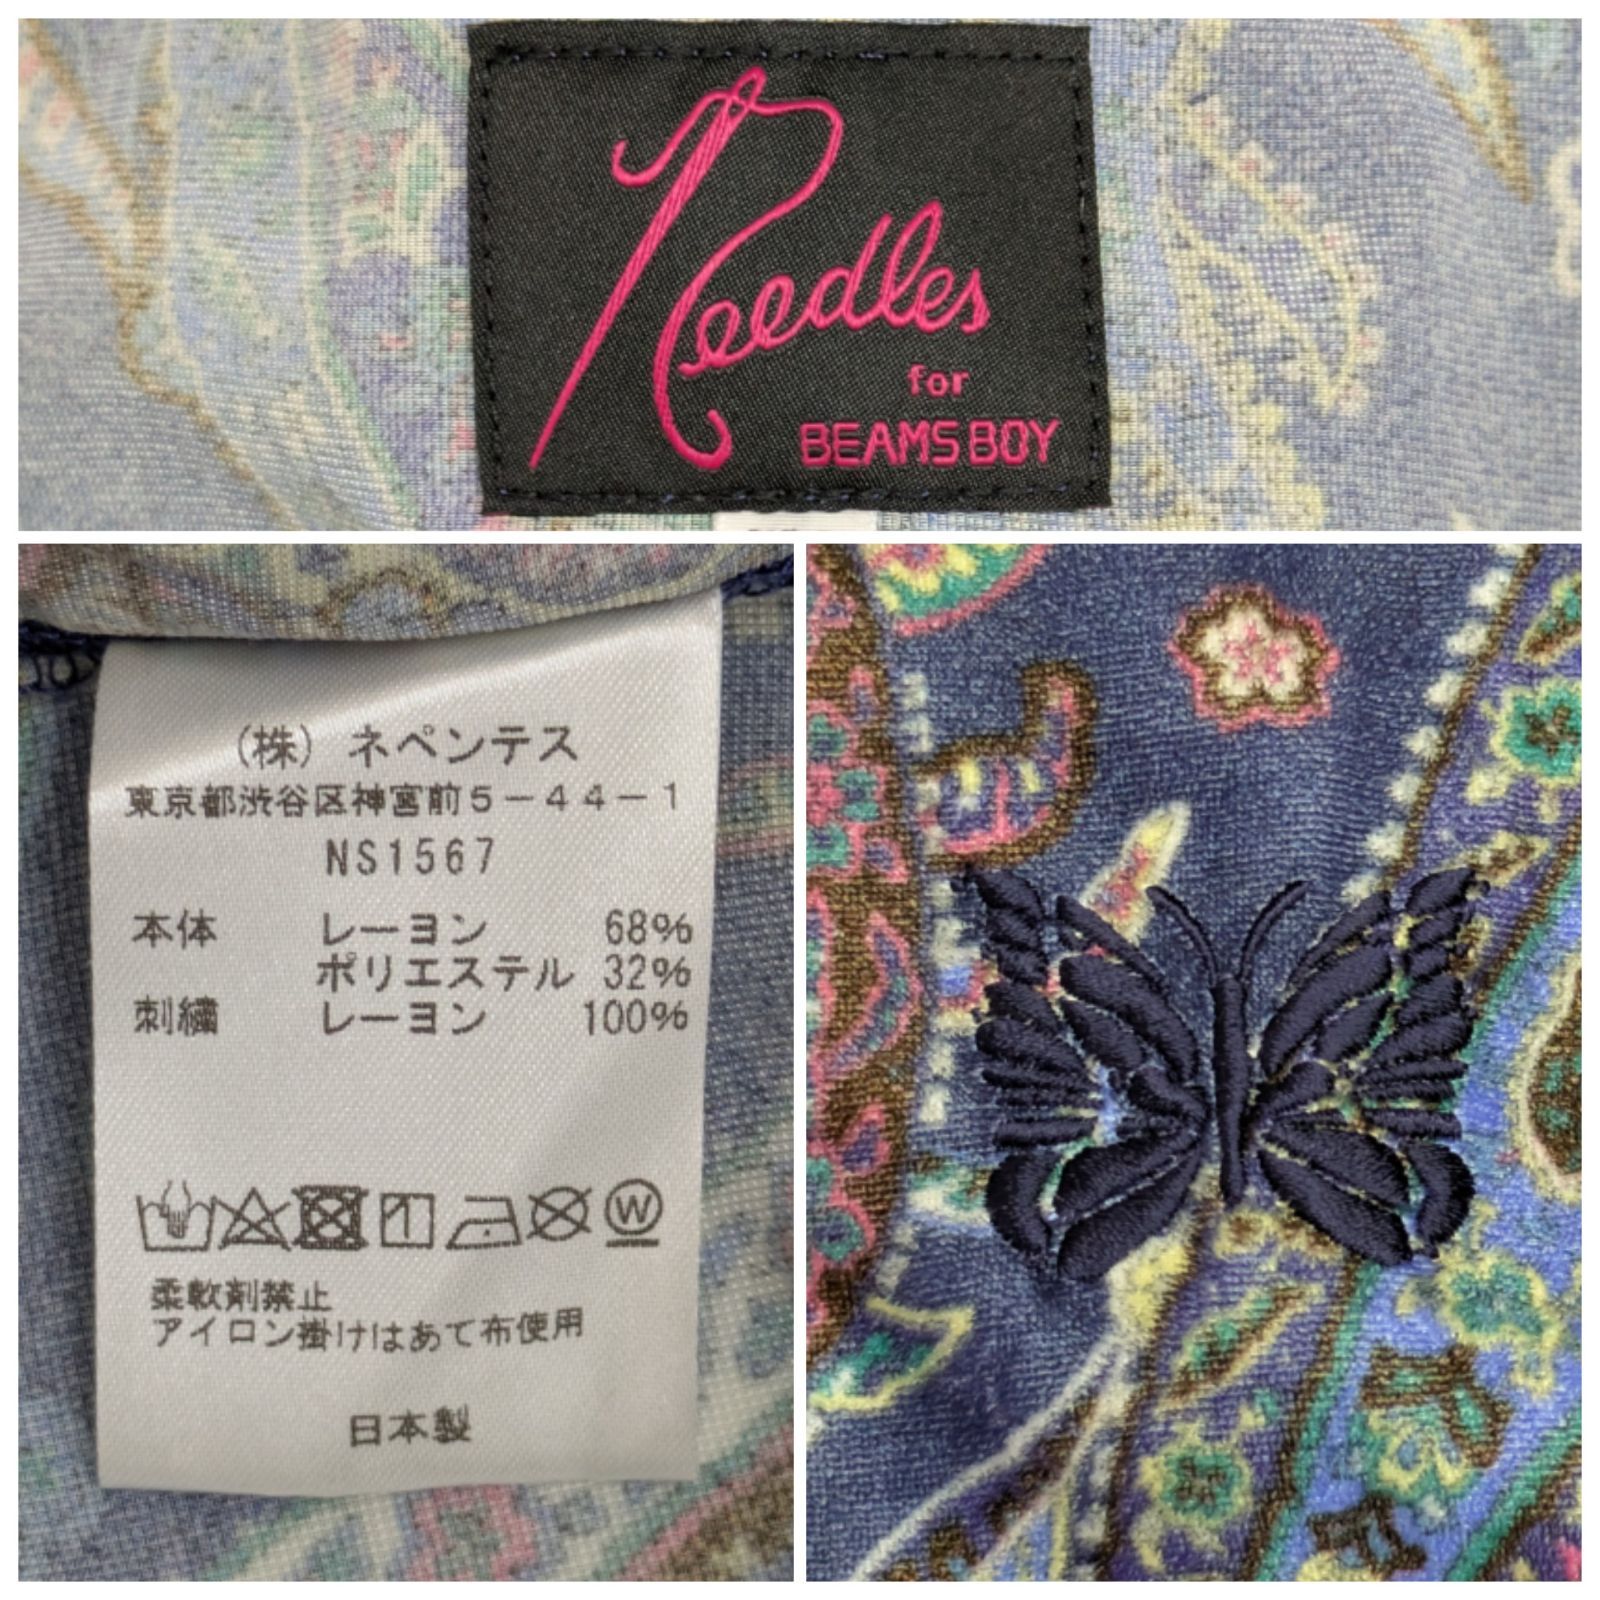 Needles
for
BEAMS BOY
(株) ネペンテス
東京都渋谷区神宮前5-44-1
NS1567
本体 レーヨン 68%
ポリエステル 32%
刺繍 レーヨン 100%
W
柔軟剤禁止
アイロン掛けはあて布使用
日本製